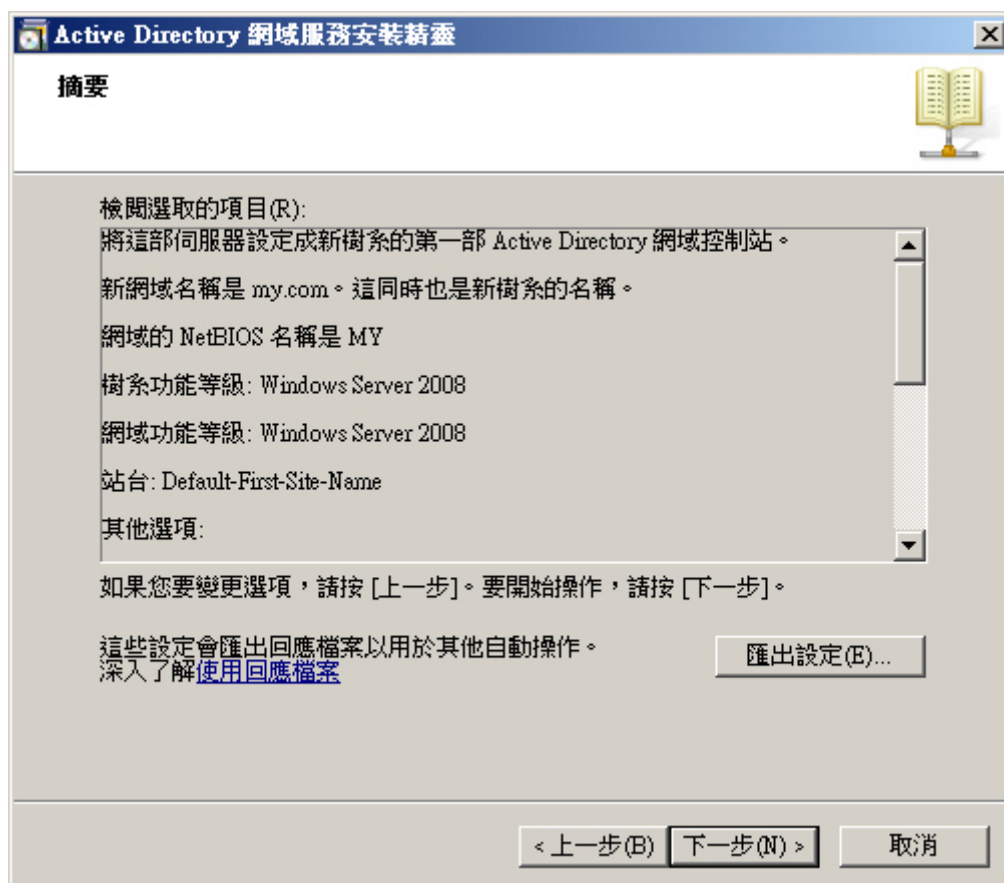 Active Directory 網域服務安裝精靈
摘要
檢閱選取的項目(R):
將這部伺服器設定成新樹系的第一部 Active Directory 網域控制站。
新網域名稱是 my.com。這同時也是新樹系的名稱。
網域的 NetBIOS 名稱是 MY
樹系功能等級: Windows Server 2008
網域功能等級: Windows Server 2008
站台: Default-First-Site-Name
其他選項:
如果您要變更選項，請按 [上一步]。要開始操作，請按 [下一步]。
這些設定會匯出回應檔案以用於其他自動操作。
深入了解使用回應檔案
匯出設定(E)...
< 上一步(B)
下一步(N) >
取消